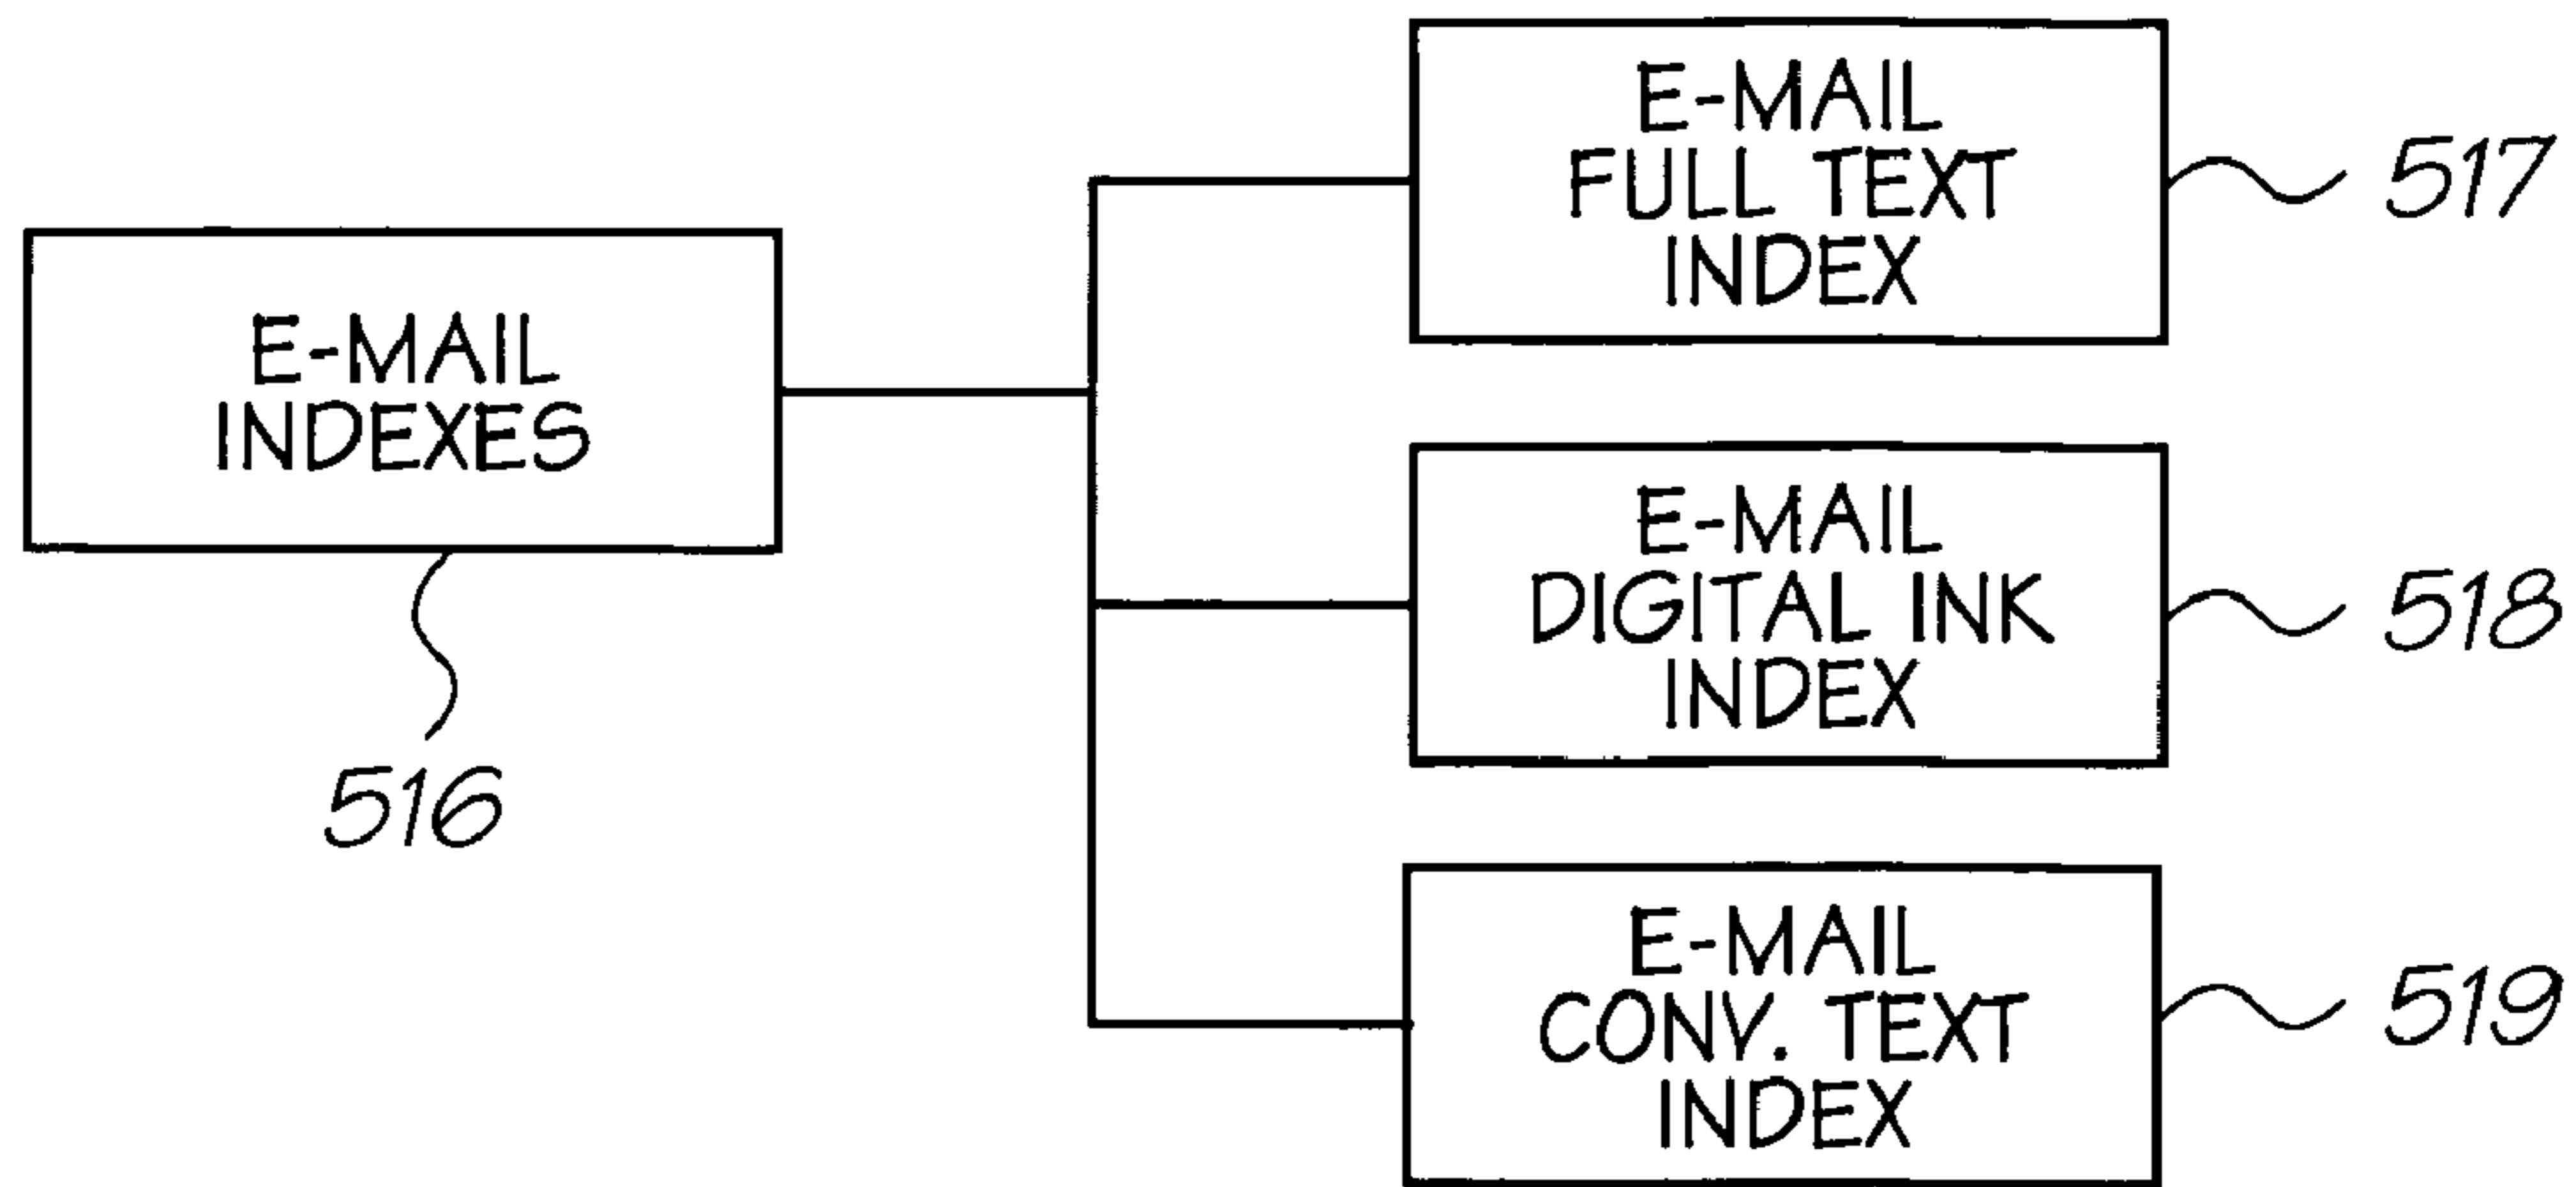 E-MAIL
INDEXES
516
E-MAIL
FULL TEXT
INDEX
517
E-MAIL
DIGITAL INK
INDEX
518
E-MAIL
CONV. TEXT
INDEX
519